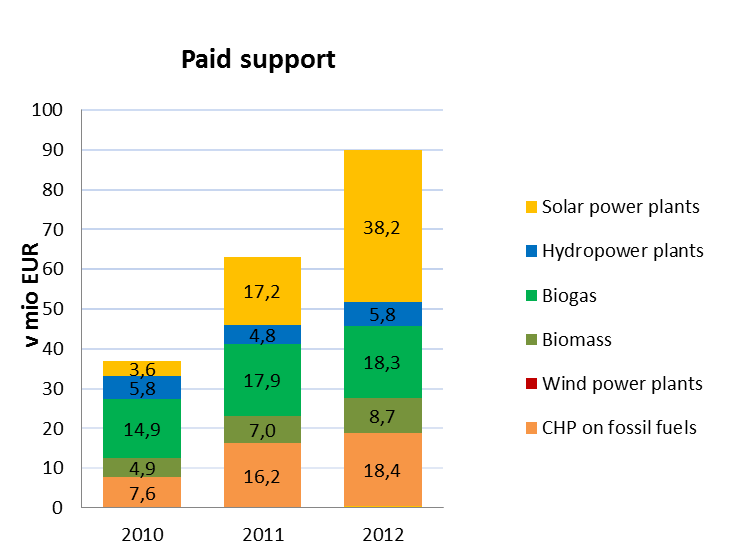 Paid support
v mio EUR
100
90
80
70
60
50
40
30
20
10
0
3,6
5,8
14,9
4,9
7,6
17,2
4,8
17,9
7,0
16,2
38,2
5,8
18,3
8,7
18,4
2010 2011 2012
Solar power plants
Hydropower plants
Biogas
Biomass
Wind power plants
CHP on fossil fuels